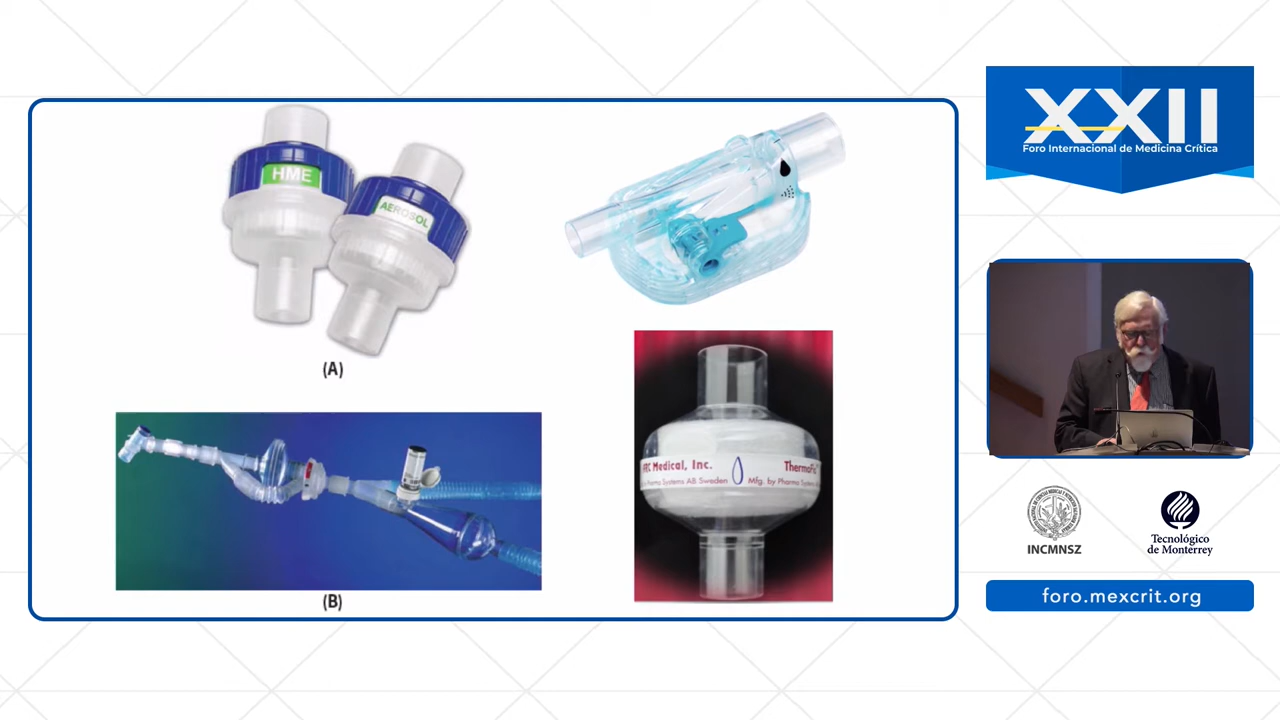 HME
AEROSOL
(A)
(B)
ARC Medical, Inc.
Pharma Systems AB Sweden
Mfg. by Pharma Systems
XXII
Foro Internacional de Medicina Crítica
INCMNSZ
Tecnológico
de Monterrey
foro.mexcrit.org